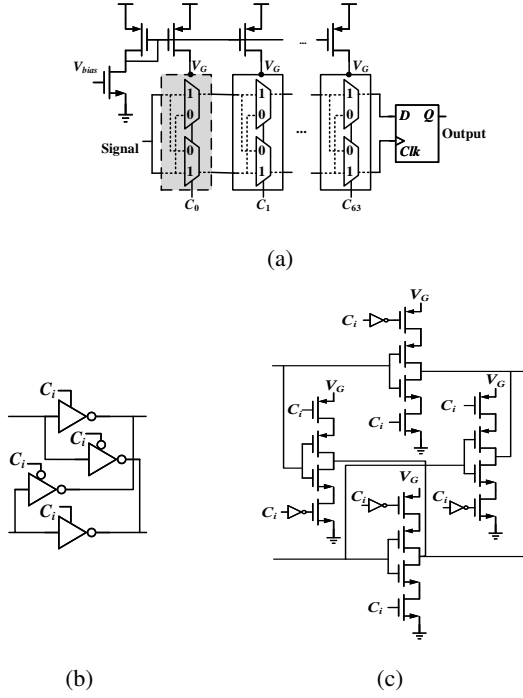 V_bias
V_G V_G ... V_G
1 1 1
0 0 0
D Q
Signal ... Output
0 0 0
Clk
1 1 1
C_0 C_1 C_63
(a)
C_i
C_i
C_i
C_i
(b)
V_G
C_i
V_G
V_G
C_i
C_i
C_i
V_G
C_i
C_i
C_i
C_i
(c)